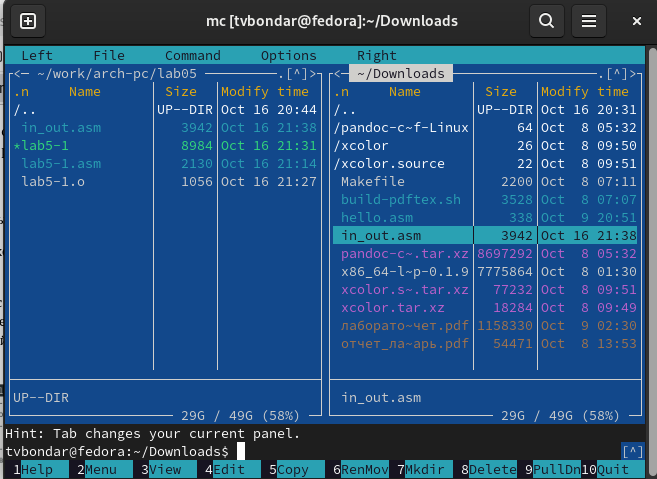 mc [tvbondar@fedora]:~/Downloads
Left File Command Options Right
<— ~/work/arch-pc/lab05 .[^]>
.n Name Size Modify time
/.. UP--DIR Oct 16 20:44
in_out.asm 3942 Oct 16 21:38
*lab5-1 8984 Oct 16 21:31
lab5-1.asm 2130 Oct 16 21:14
lab5-1.o 1056 Oct 16 21:27
UP--DIR
29G / 49G (58%)
<— ~/Downloads .[^]>
.n Name Size Modify time
/.. UP--DIR Oct 16 20:31
/pandoc-c~f-Linux 64 Oct 8 05:32
/xcolor 26 Oct 8 09:50
/xcolor.source 22 Oct 8 09:51
Makefile 2200 Oct 8 07:11
build-pdftex.sh 3528 Oct 8 07:07
hello.asm 338 Oct 9 20:51
in_out.asm 3942 Oct 16 21:38
pandoc-c~.tar.xz 8697292 Oct 8 05:32
x86_64-l~p-0.1.9 7775864 Oct 8 01:30
xcolor.s~.tar.xz 77232 Oct 8 09:51
xcolor.tar.xz 18284 Oct 8 09:49
лаборато~чет.pdf 1158330 Oct 9 02:30
отчет_ла~арь.pdf 54471 Oct 8 13:53
in_out.asm
29G / 49G (58%)
Hint: Tab changes your current panel.
tvbondar@fedora:~/Downloads$ [^]
1Help 2Menu 3View 4Edit 5Copy 6RenMov 7Mkdir 8Delete 9PullDn 10Quit